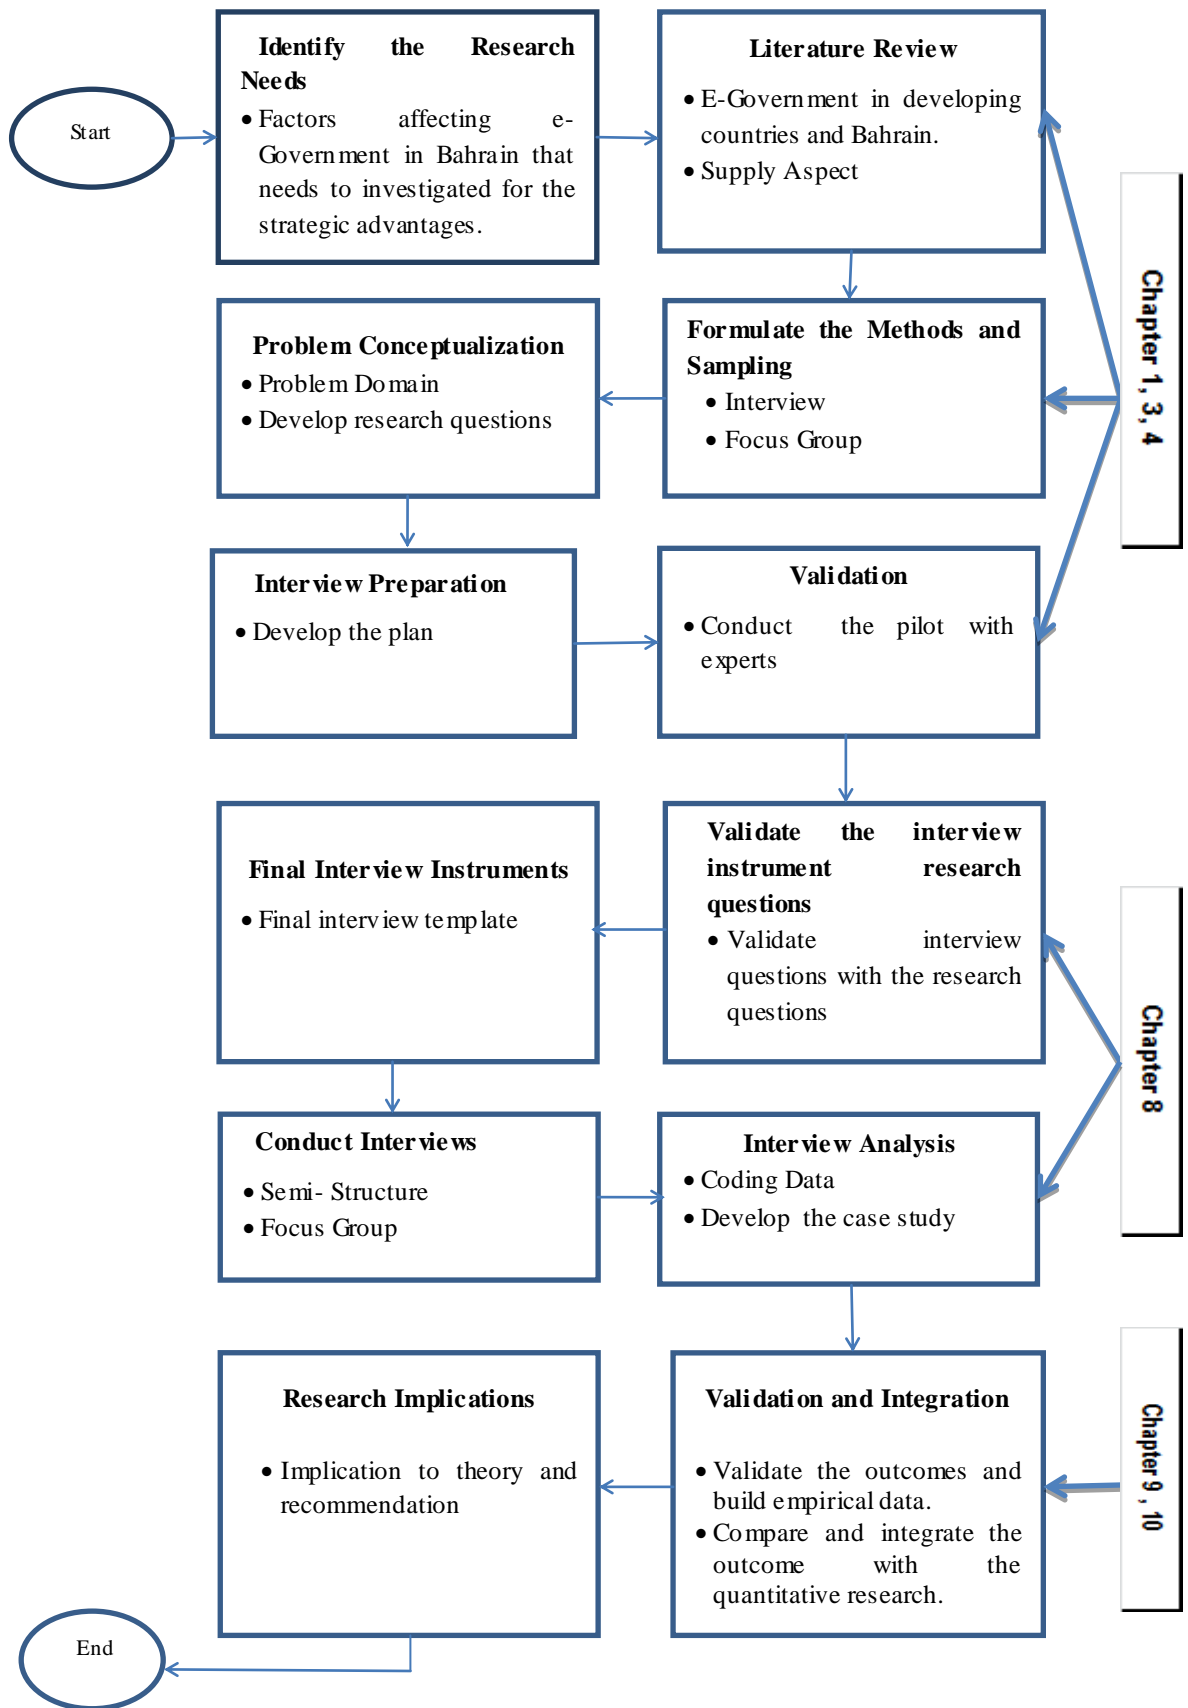 Start
Identify the Research
Needs
• Factors affecting e-
Government in Bahrain that
needs to investigated for the
strategic advantages.
Literature Review
• E-Government in developing
countries and Bahrain.
• Supply Aspect
Chapter 1, 3, 4
Formulate the Methods and
Sampling
• Interview
• Focus Group
Problem Conceptualization
• Problem Domain
• Develop research questions
Interview Preparation
• Develop the plan
Validation
• Conduct the pilot with
experts
Validate the interview
instrument research
questions
• Validate interview
questions with the research
questions
Final Interview Instruments
• Final interview template
Chapter 8
Conduct Interviews
• Semi- Structure
• Focus Group
Interview Analysis
• Coding Data
• Develop the case study
Validation and Integration
• Validate the outcomes and
build empirical data.
• Compare and integrate the
outcome with the
quantitative research.
Chapter 9 , 10
Research Implications
• Implication to theory and
recommendation
End